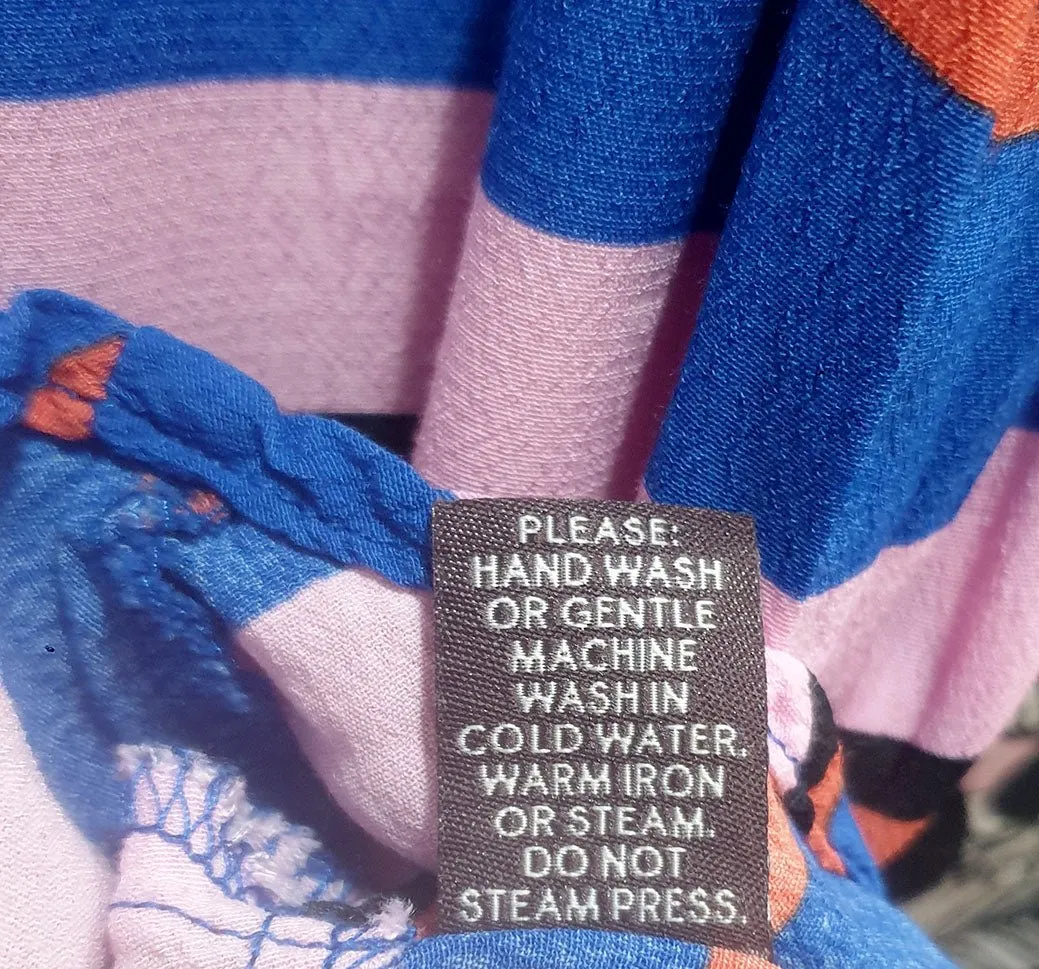 PLEASE:
HAND WASH
OR GENTLE
MACHINE
WASH IN
COLD WATER.
WARM IRON
OR STEAM.
DO NOT
STEAM PRESS.